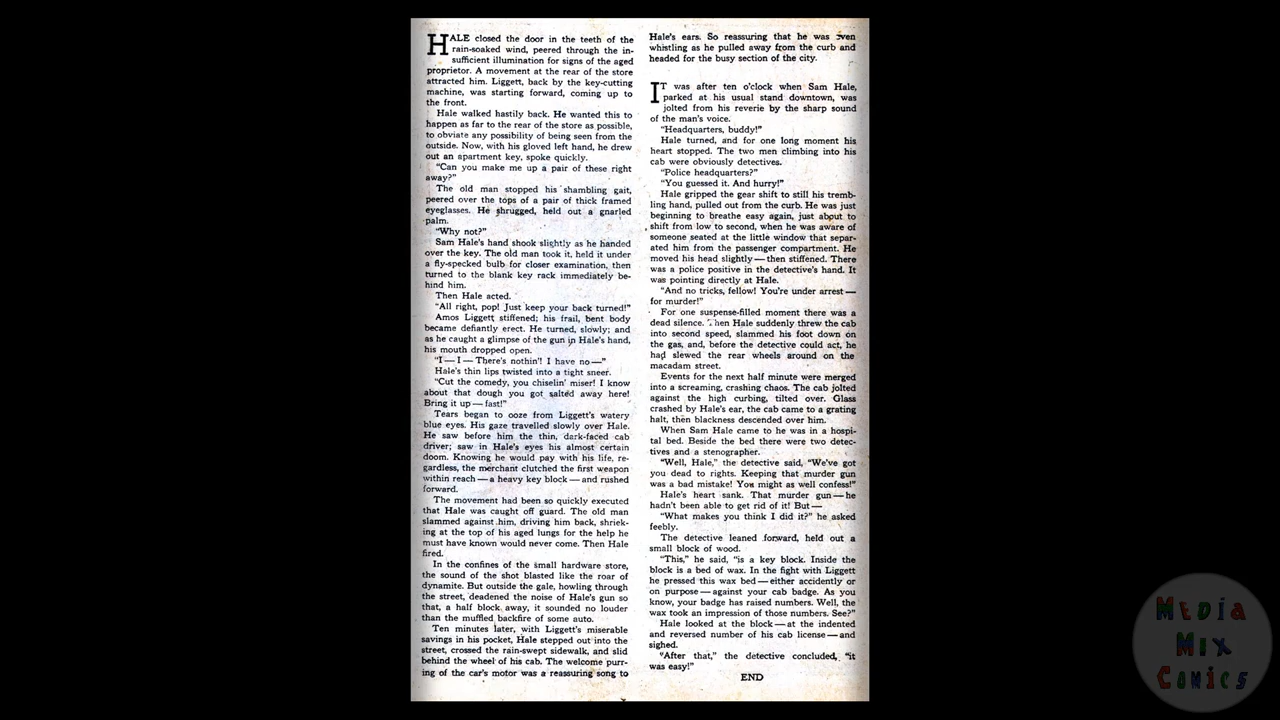 HALE closed the door in the teeth of the
rain-soaked wind, peered through the in-
sufficient illumination for signs of the aged
proprietor. A movement at the rear of the store
attracted him. Liggett, back by the key-cutting
machine, was starting forward, coming up to
the front.
Hale walked hastily back. He wanted this to
happen as far to the rear of the store as possible,
to obviate any possibility of being seen from the
outside. Now, with his gloved left hand, he drew
out an apartment key, spoke quickly.
"Can you make me up a pair of these right
away?"
The old man stopped his shambling gait,
peered over the tops of a pair of thick framed
eyeglasses. He shrugged, held out a gnarled
palm.
"Why not?"
Sam Hale's hand shook slightly as he handed
over the key. The old man took it, held it under
a fly-specked bulb for closer examination, then
turned to the blank key rack immediately be-
hind him.
Then Hale acted.
"All right, pop! Just keep your back turned!"
Amos Liggett stiffened; his frail, bent body
became defiantly erect. He turned, slowly; and
as he caught a glimpse of the gun in Hale's hand,
his mouth dropped open.
"I — I — There's nothin'! I have no —"
Hale's thin lips twisted into a tight sneer.
"Cut the comedy, you chiselin' miser! I know
about that dough you got salted away here!
Bring it up — fast!"
Tears began to ooze from Liggett's watery
blue eyes. His gaze travelled slowly over Hale.
He saw before him the thin, dark-faced cab
driver; saw in Hale's eyes his almost certain
doom. Knowing he would pay with his life, re-
gardless, the merchant clutched the first weapon
within reach — a heavy key block — and rushed
forward.
The movement had been so quickly executed
that Hale was caught off guard. The old man
slammed against him, driving him back, shriek-
ing at the top of his aged lungs for the help he
must have known would never come. Then Hale
fired.
In the confines of the small hardware store,
the sound of the shot blasted like the roar of
dynamite. But outside the gale, howling through
the street, deadened the noise of Hale's gun so
that, a half block away, it sounded no louder
than the muffled backfire of some auto.
Ten minutes later, with Liggett's miserable
savings in his pocket, Hale stepped out into the
street, crossed the rain-swept sidewalk, and slid
behind the wheel of his cab. The welcome purr-
ing of the car's motor was a reassuring song to
Hale's ears. So reassuring that he was even
whistling as he pulled away from the curb and
headed for the busy section of the city.
IT was after ten o'clock when Sam Hale,
parked at his usual stand downtown, was
jolted from his reverie by the sharp sound
of the man's voice.
"Headquarters, buddy!"
Hale turned, and for one long moment his
heart stopped. The two men climbing into his
cab were obviously detectives.
"Police headquarters?"
"You guessed it. And hurry!"
Hale gripped the gear shift to still his tremb-
ling hand, pulled out from the curb. He was just
beginning to breathe easy again, just about to
shift from low to second, when he was aware of
someone seated at the little window that separ-
ated him from the passenger compartment. He
moved his head slightly — then stiffened. There
was a police positive in the detective's hand. It
was pointing directly at Hale.
"And no tricks, fellow! You're under arrest —
for murder!"
For one suspense-filled moment there was a
dead silence. Then Hale suddenly threw the cab
into second speed, slammed his foot down on
the gas, and, before the detective could act, he
had slewed the rear wheels around on the
macadam street.
Events for the next half minute were merged
into a screaming, crashing chaos. The cab jolted
against the high curbing, tilted over. Glass
crashed by Hale's ear, the cab came to a grating
halt, then blackness descended over him.
When Sam Hale came to he was in a hospi-
tal bed. Beside the bed there were two detec-
tives and a stenographer.
"Well, Hale," the detective said, "We've got
you dead to rights. Keeping that murder gun
was a bad mistake! You might as well confess!"
Hale's heart sank. That murder gun — he
hadn't been able to get rid of it! But —
"What makes you think I did it?" he asked
feebly.
The detective leaned forward, held out a
small block of wood.
"This," he said, "is a key block. Inside the
block is a bed of wax. In the fight with Liggett
he pressed this wax bed — either accidently or
on purpose — against your cab badge. As you
know, your badge has raised numbers. Well, the
wax took an impression of those numbers. See?"
Hale looked at the block — at the indented
and reversed number of his cab license — and
sighed.
"After that," the detective concluded, "it
was easy!"
END
MEDIA
MIX
COMICS